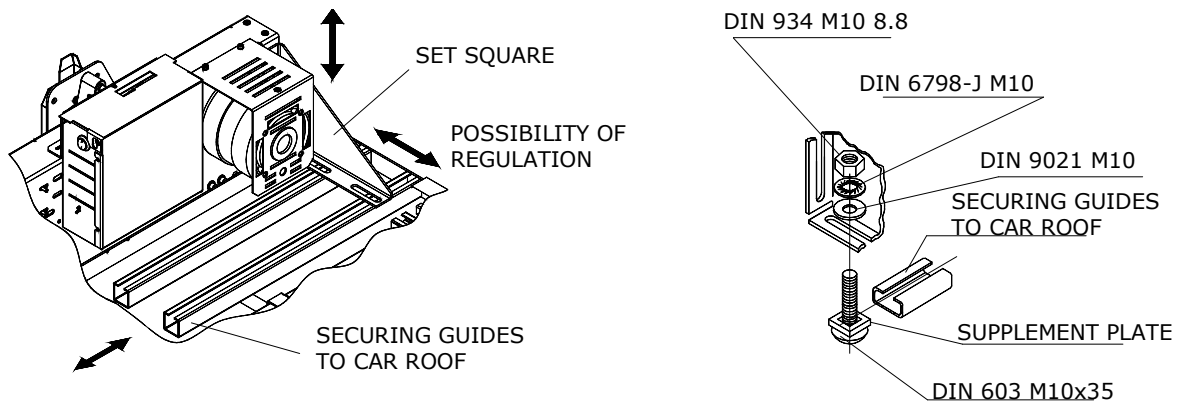 SET SQUARE
POSSIBILITY OF
REGULATION
SECURING GUIDES
TO CAR ROOF
DIN 934 M10 8.8
DIN 6798-J M10
DIN 9021 M10
SECURING GUIDES
TO CAR ROOF
SUPPLEMENT PLATE
DIN 603 M10x35